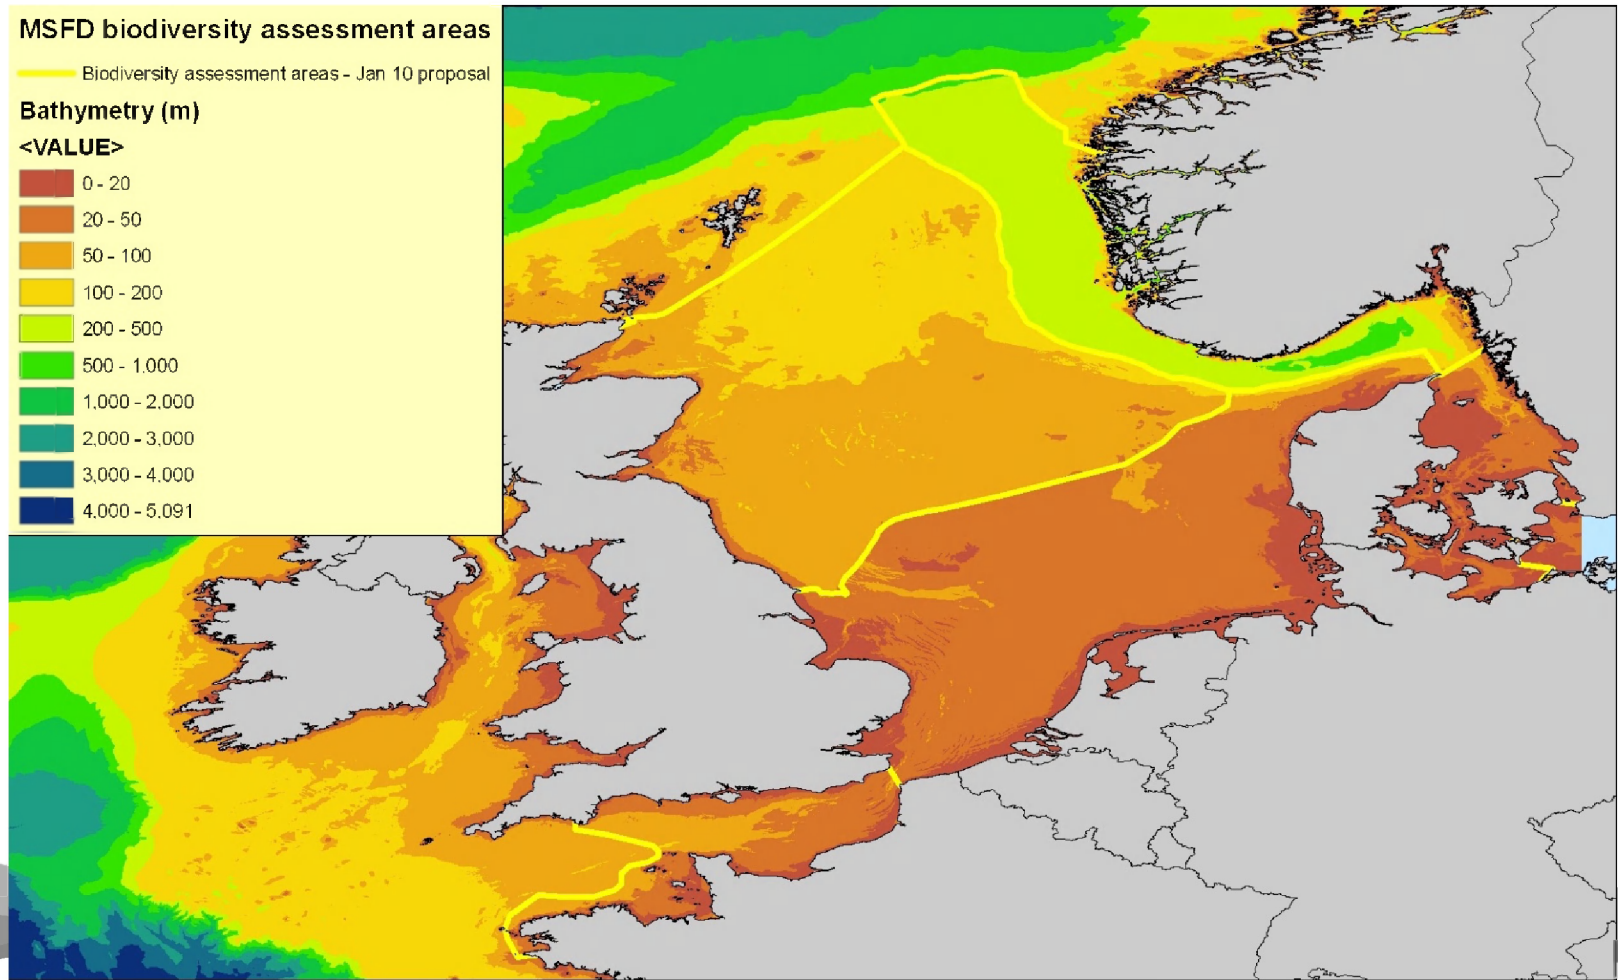 MSFD biodiversity assessment areas
Biodiversity assessment areas - Jan 10 proposal
Bathymetry (m)
<VALUE>
0 - 20
20 - 50
50 - 100
100 - 200
200 - 500
500 - 1.000
1,000 - 2,000
2,000 - 3,000
3,000 - 4.000
4.000 - 5.091